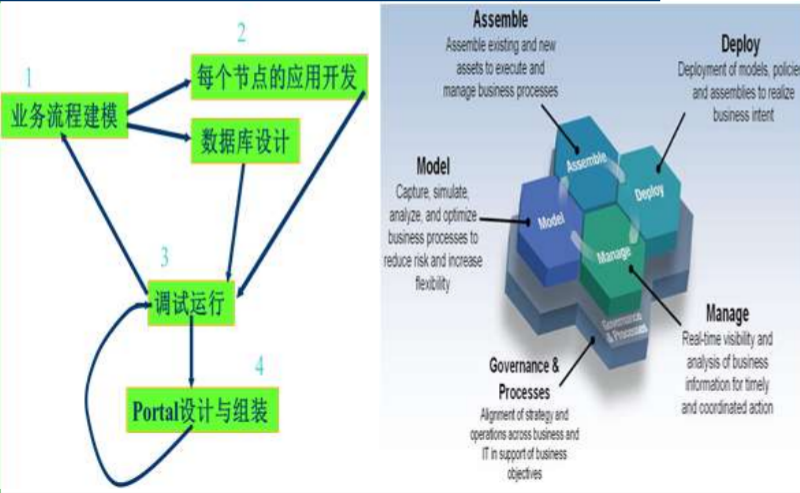 1
业务流程建模
2
每个节点的应用开发
数据库设计
3
调试运行
4
Portal设计与组装
Assemble
Assemble existing and new
assets to execute and
manage business processes
Deploy
Deployment of models, policie
and assemblies to realize
business intent
Model
Capture, simulate,
analyze, and optimize
business processes to
reduce risk and increase
flexibility
Assemble
Deploy
Model
Manage
Governance
& Processes
Manage
Real-time visibility and
analysis of business
information for timely
and coordinated action
Governance &
Processes
Alignment of strategy and
operations across business and
IT in support of business
objectives